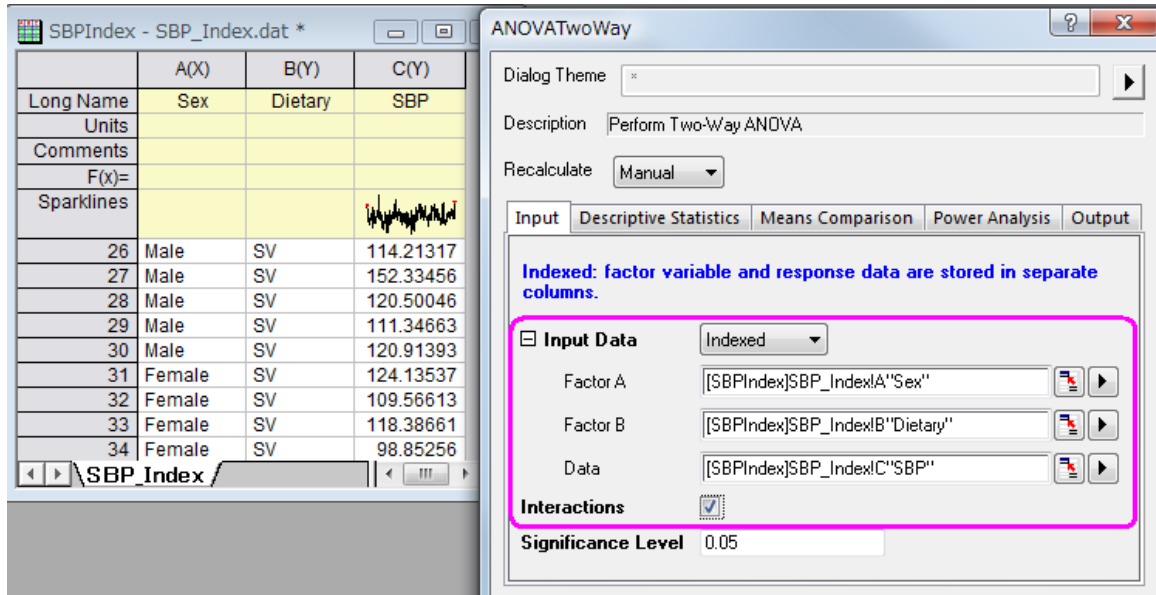 SBPIndex - SBP_Index.dat *
A(X) B(Y) C(Y)
Long Name Sex Dietary SBP
Units
Comments
F(x)=
Sparklines
26 Male SV 114.21317
27 Male SV 152.33456
28 Male SV 120.50046
29 Male SV 111.34663
30 Male SV 120.91393
31 Female SV 124.13537
32 Female SV 109.56613
33 Female SV 118.38661
34 Female SV 98.85256
SBP_Index
ANOVATwoWay
Dialog Theme *
Description Perform Two-Way ANOVA
Recalculate Manual
Input Descriptive Statistics Means Comparison Power Analysis Output
Indexed: factor variable and response data are stored in separate
columns.
Input Data Indexed
Factor A [SBPIndex]SBP_Index!A"Sex"
Factor B [SBPIndex]SBP_Index!B"Dietary"
Data [SBPIndex]SBP_Index!C"SBP"
Interactions
Significance Level 0.05